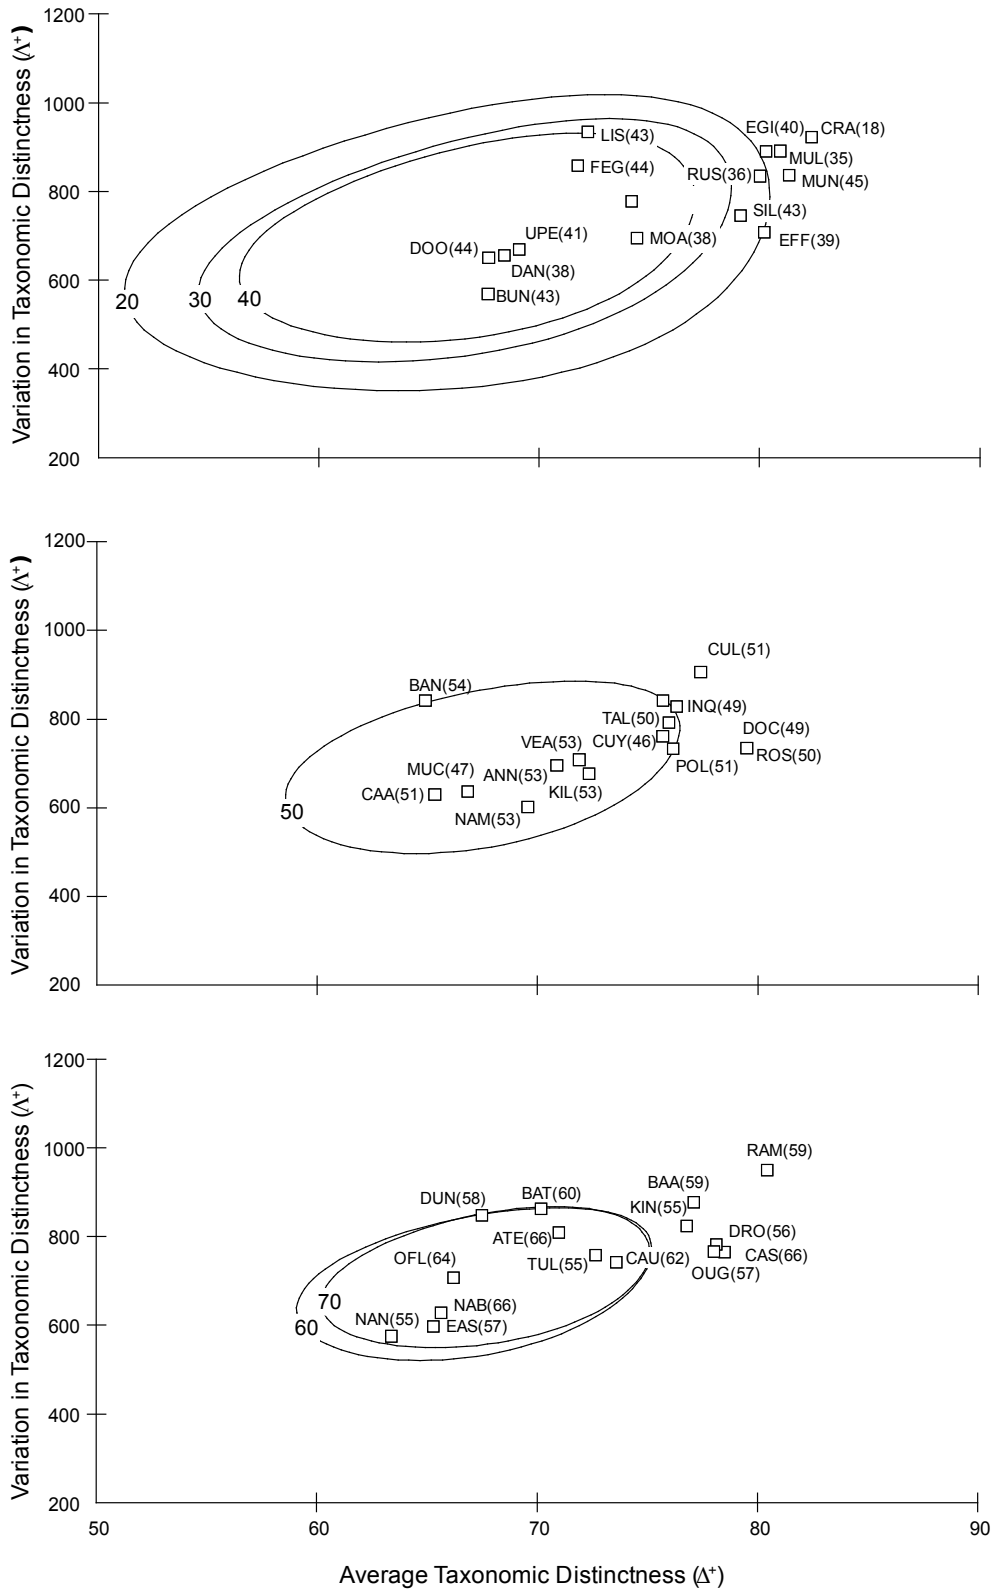 1200
1000
800
600
400
200
Variation in Taxonomic Distinctness (Λ⁺)
EGI(40)
CRA(18)
LIS(43)
MUL(35)
FEG(44)
RUS(36)
MUN(45)
SIL(43)
UPE(41)
MOA(38)
EFF(39)
DOO(44)
DAN(38)
BUN(43)
20
30
40
1200
1000
800
600
400
200
Variation in Taxonomic Distinctness (Λ⁺)
CUL(51)
BAN(54)
INQ(49)
TAL(50)
DOC(49)
CUY(46)
VEA(53)
ROS(50)
POL(51)
MUC(47)
ANN(53)
CAA(51)
KIL(53)
NAM(53)
50
1200
1000
800
600
400
200
Variation in Taxonomic Distinctness (Λ⁺)
RAM(59)
BAA(59)
DUN(58)
BAT(60)
KIN(55)
ATE(66)
DRO(56)
OFL(64)
TUL(55)
CAU(62)
CAS(66)
OUG(57)
70
NAB(66)
60
NAN(55)
EAS(57)
50
60
70
80
90
Average Taxonomic Distinctness (Δ⁺)